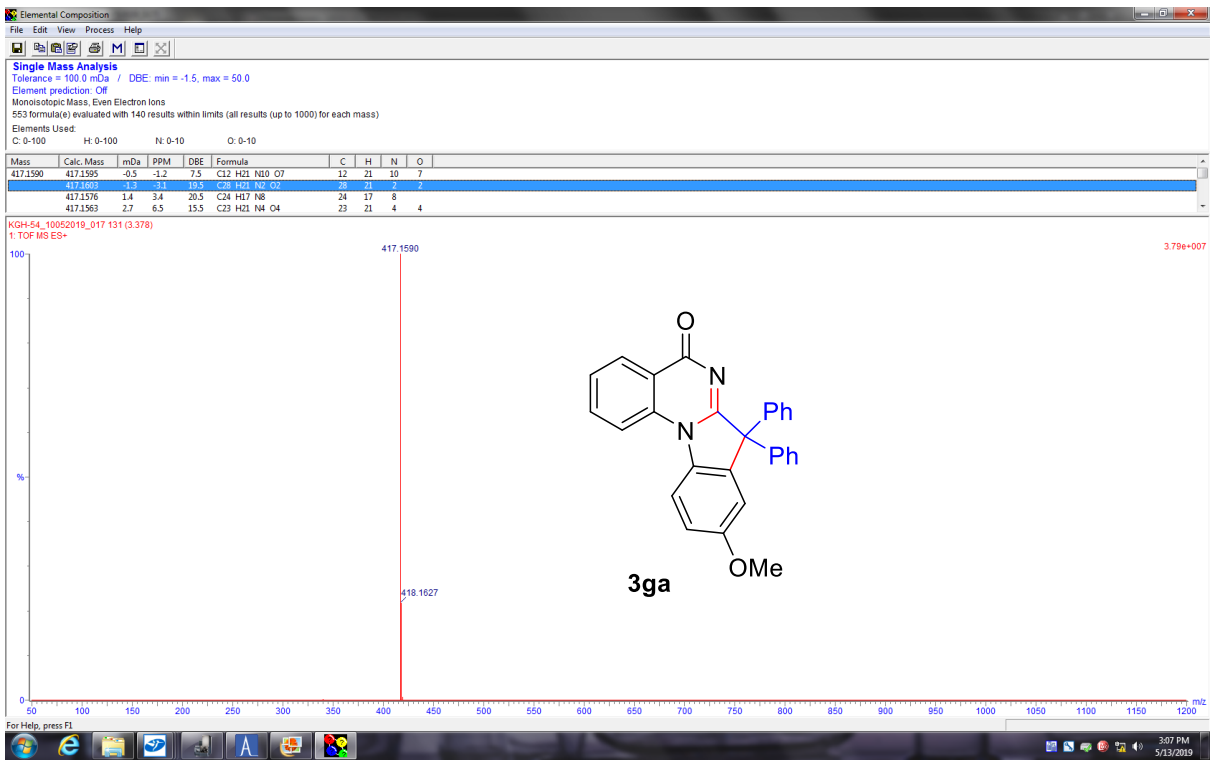 Elemental Composition
File Edit View Process Help
Single Mass Analysis
Tolerance = 100.0 mDa / DBE: min = -1.5, max = 50.0
Element prediction: Off
Monoisotopic Mass, Even Electron Ions
553 formula(e) evaluated with 140 results within limits (all results (up to 1000) for each mass)
Elements Used:
C: 0-100 H: 0-100 N: 0-10 O: 0-10
Mass Calc. Mass mDa PPM DBE Formula C H N O
417.1590 417.1595 -0.5 -1.2 7.5 C12 H21 N10 O7 12 21 10 7
417.1603 -1.3 -3.1 19.5 C28 H21 N2 O2 28 21 2 2
417.1576 1.4 3.4 20.5 C24 H17 N8 24 17 8
417.1563 2.7 6.5 15.5 C23 H21 N4 O4 23 21 4 4
KGH-54_10052019_017 131 (3.378)
1: TOF MS ES+
417.1590
3.79e+007
100
%
0
418.1627
O
N
Ph
N
Ph
OMe
3ga
50 100 150 200 250 300 350 400 450 500 550 600 650 700 750 800 850 900 950 1000 1050 1100 1150 1200
m/z
For Help, press F1
3:07 PM
5/13/2019